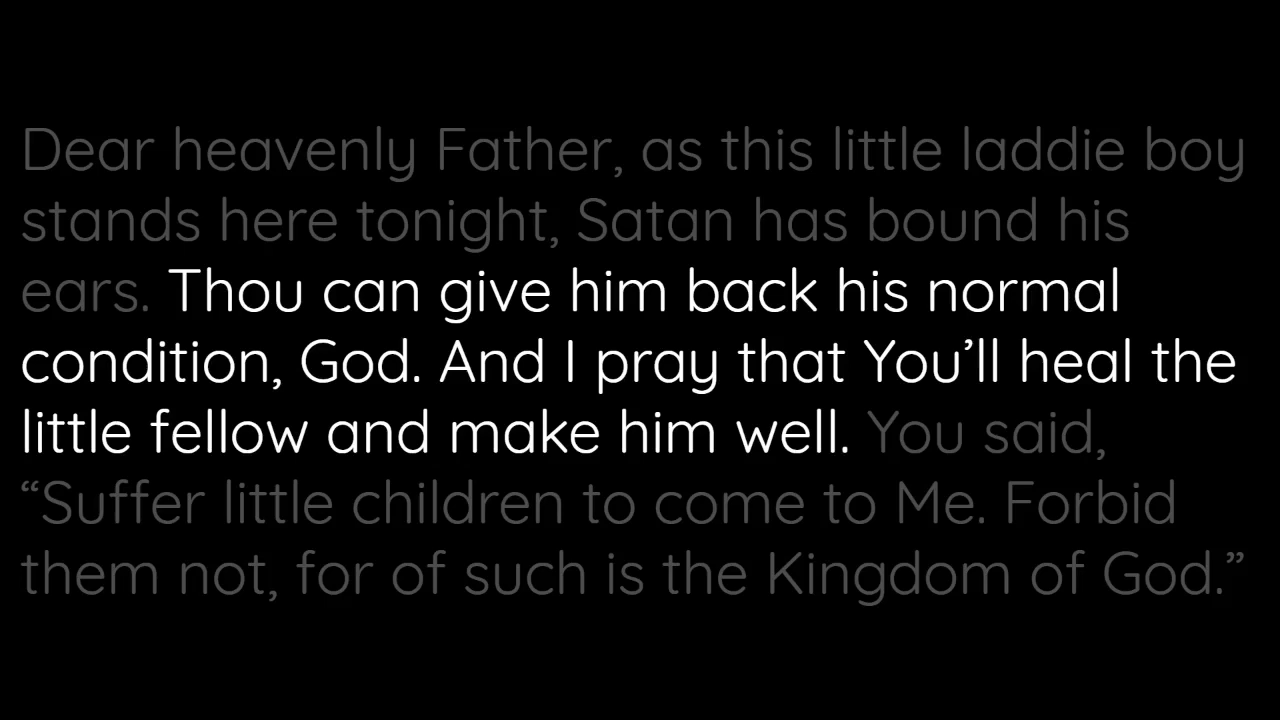 Dear heavenly Father, as this little laddie boy
stands here tonight, Satan has bound his
ears. Thou can give him back his normal
condition, God. And I pray that You’ll heal the
little fellow and make him well. You said,
“Suffer little children to come to Me. Forbid
them not, for of such is the Kingdom of God.”